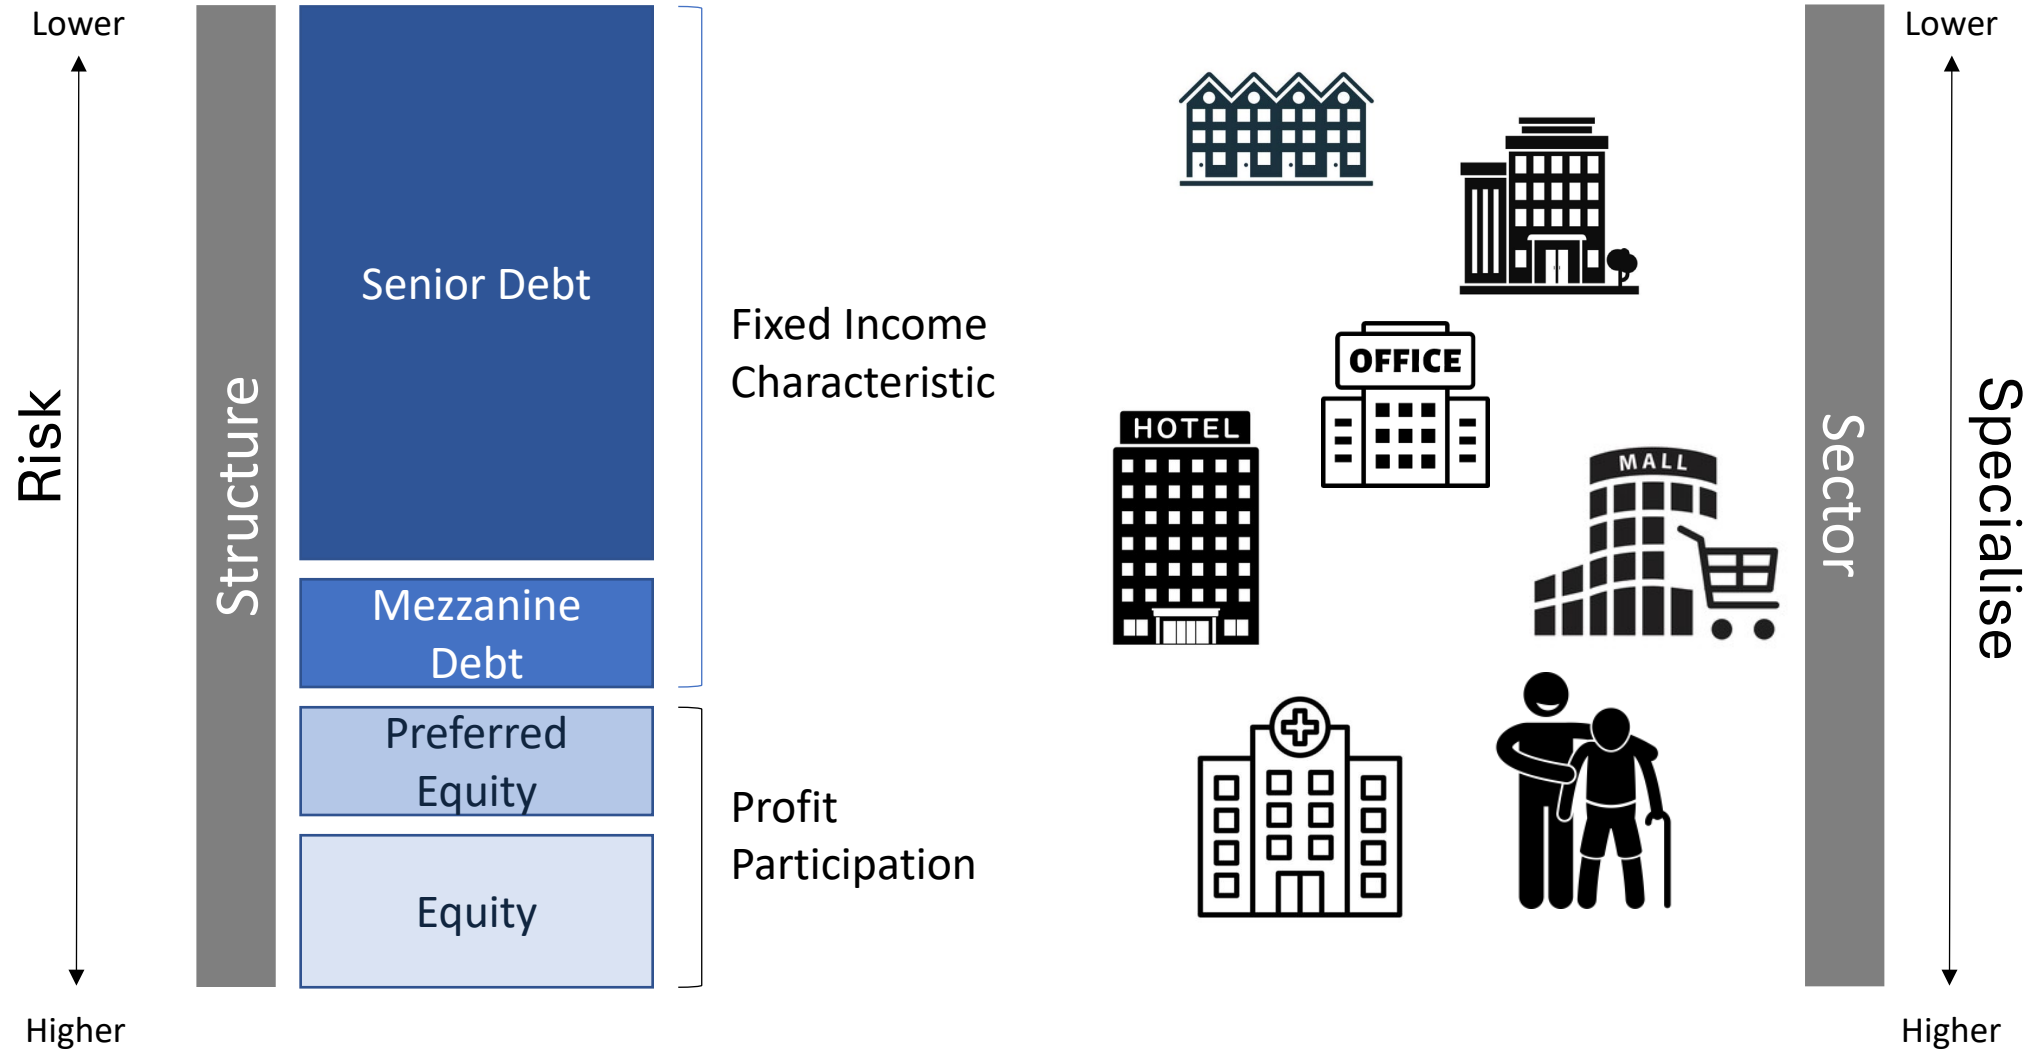 Lower
Risk
Higher
Structure
Senior Debt
Mezzanine
Debt
Preferred
Equity
Equity
Fixed Income
Characteristic
Profit
Participation
OFFICE
HOTEL
MALL
Sector
Lower
Specialise
Higher